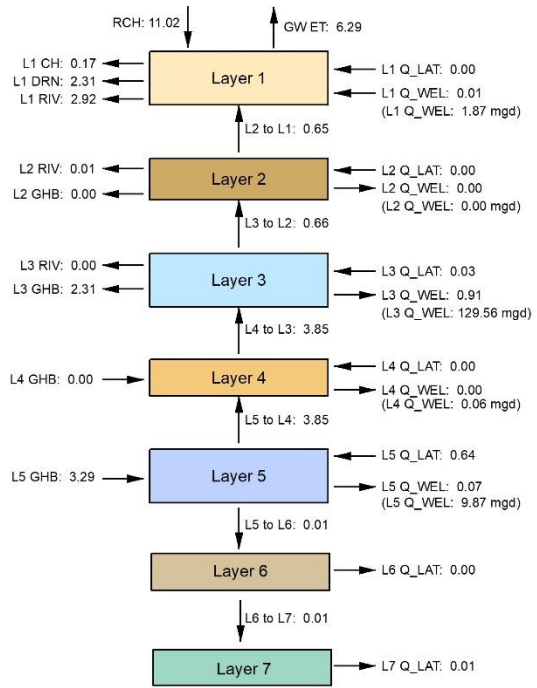 RCH: 11.02
GW ET: 6.29
L1 CH: 0.17
L1 DRN: 2.31
L1 RIV: 2.92
Layer 1
L1 Q_LAT: 0.00
L1 Q_WEL: 0.01
(L1 Q_WEL: 1.87 mgd)
L2 to L1: 0.65
L2 RIV: 0.01
L2 GHB: 0.00
Layer 2
L2 Q_LAT: 0.00
L2 Q_WEL: 0.00
(L2 Q_WEL: 0.00 mgd)
L3 to L2: 0.66
L3 RIV: 0.00
L3 GHB: 2.31
Layer 3
L3 Q_LAT: 0.03
L3 Q_WEL: 0.91
(L3 Q_WEL: 129.56 mgd)
L4 to L3: 3.85
L4 GHB: 0.00
Layer 4
L4 Q_LAT: 0.00
L4 Q_WEL: 0.00
(L4 Q_WEL: 0.06 mgd)
L5 to L4: 3.85
L5 GHB: 3.29
Layer 5
L5 Q_LAT: 0.64
L5 Q_WEL: 0.07
(L5 Q_WEL: 9.87 mgd)
L5 to L6: 0.01
Layer 6
L6 Q_LAT: 0.00
L6 to L7: 0.01
Layer 7
L7 Q_LAT: 0.01